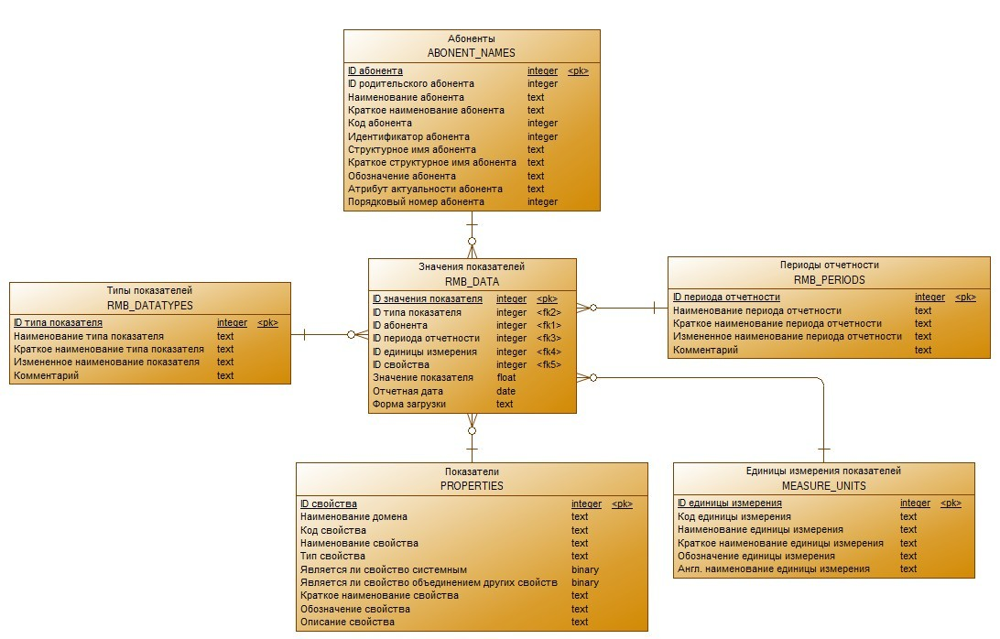 Абоненты
ABONENT_NAMES
ID абонента integer <pk>
ID родительского абонента integer
Наименование абонента text
Краткое наименование абонента text
Код абонента integer
Идентификатор абонента integer
Структурное имя абонента text
Краткое структурное имя абонента text
Обозначение абонента text
Атрибут актуальности абонента text
Порядковый номер абонента integer
Типы показателей
RMB_DATATYPES
ID типа показателя integer <pk>
Наименование типа показателя text
Краткое наименование типа показателя text
Измененное наименование показателя text
Комментарий text
Значения показателей
RMB_DATA
ID значения показателя integer <pk>
ID типа показателя integer <fk2>
ID абонента integer <fk1>
ID периода отчетности integer <fk3>
ID единицы измерения integer <fk4>
ID свойства integer <fk5>
Значение показателя float
Отчетная дата date
Форма загрузки text
Периоды отчетности
RMB_PERIODS
ID периода отчетности integer <pk>
Наименование периода отчетности text
Краткое наименование периода отчетности text
Измененное наименование периода отчетности text
Комментарий text
Показатели
PROPERTIES
ID свойства integer <pk>
Наименование домена text
Код свойства text
Наименование свойства text
Тип свойства text
Является ли свойство системным binary
Является ли свойство объединением других свойств binary
Краткое наименование свойства text
Обозначение свойства text
Описание свойства text
Единицы измерения показателей
MEASURE_UNITS
ID единицы измерения integer <pk>
Код единицы измерения text
Наименование единицы измерения text
Краткое наименование единицы измерения text
Обозначение единицы измерения text
Англ. наименование единицы измерения text